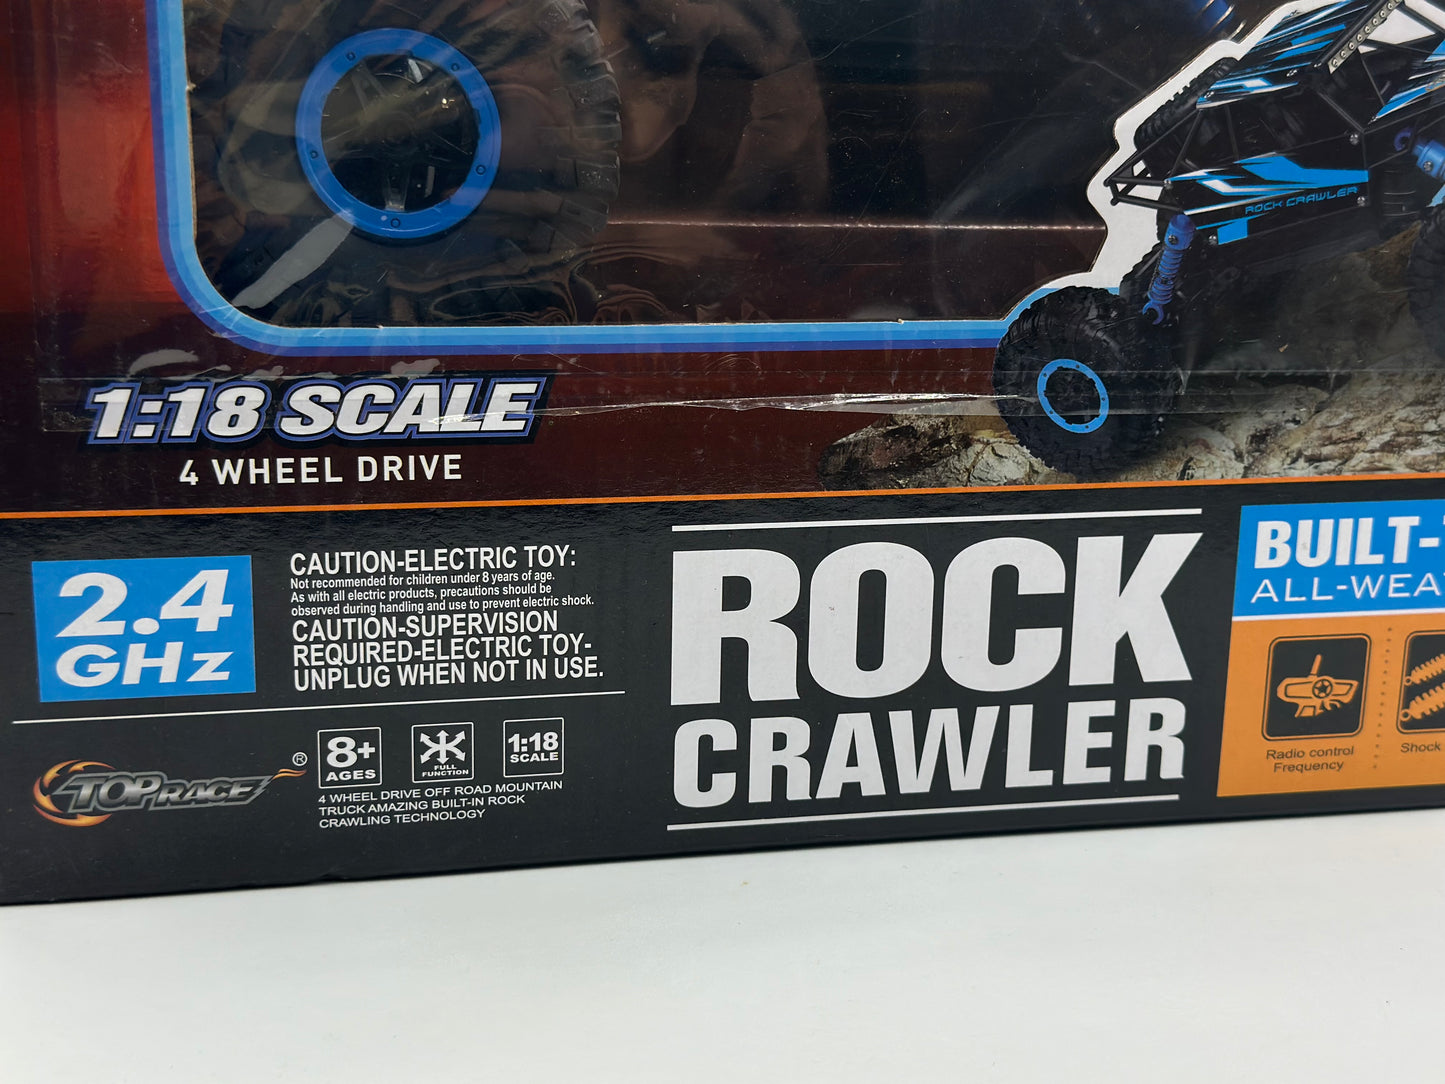 ROCK CRAWLER
1:18 SCALE
4 WHEEL DRIVE
2.4
GHz
CAUTION-ELECTRIC TOY:
Not recommended for children under 8 years of age.
As with all electric products, precautions should be
observed during handling and use to prevent electric shock.
CAUTION-SUPERVISION
REQUIRED-ELECTRIC TOY-
UNPLUG WHEN NOT IN USE.
TOP RACE ®
8+
AGES
FULL
FUNCTION
1:18
SCALE
4 WHEEL DRIVE OFF ROAD MOUNTAIN
TRUCK AMAZING BUILT-IN ROCK
CRAWLING TECHNOLOGY
ROCK
CRAWLER
BUILT-
ALL-WEA
Radio control
Frequency
Shock